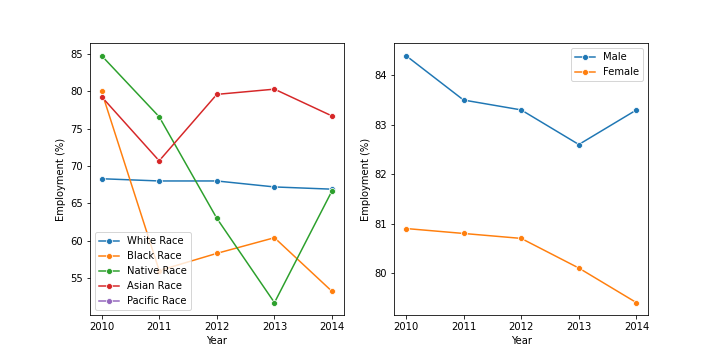 85
80
75
70
65
60
55
Employment (%)
White Race
Black Race
Native Race
Asian Race
Pacific Race
2010 2011 2012 2013 2014
Year
84
83
82
81
80
Employment (%)
Male
Female
2010 2011 2012 2013 2014
Year